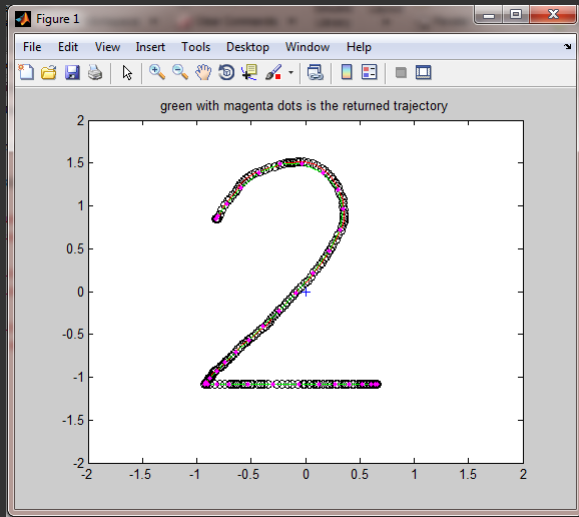 Figure 1
File Edit View Insert Tools Desktop Window Help
green with magenta dots is the returned trajectory
2
1.5
1
0.5
0
-0.5
-1
-1.5
-2
-2 -1.5 -1 -0.5 0 0.5 1 1.5 2